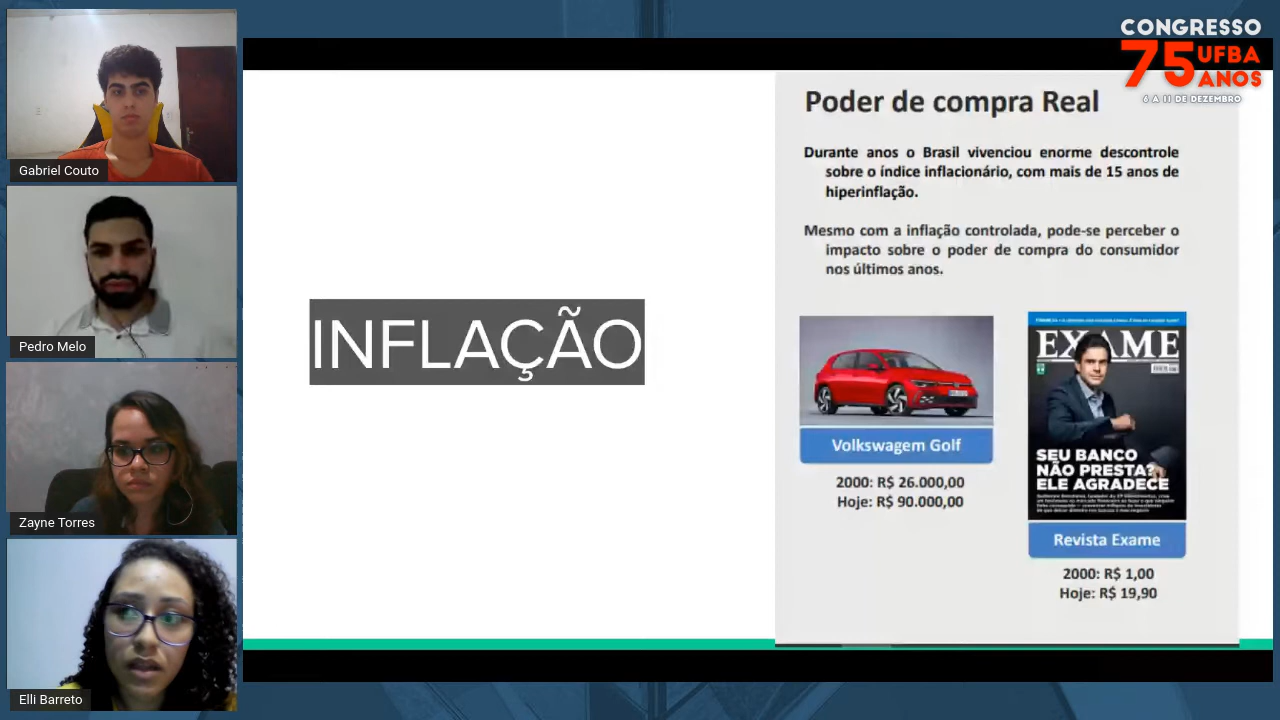 CONGRESSO
75 UFBA
ANOS
6 A 11 DE DEZEMBRO
Gabriel Couto
Pedro Melo
Zayne Torres
Elli Barreto
INFLAÇÃO
Poder de compra Real
Durante anos o Brasil vivenciou enorme descontrole
sobre o índice inflacionário, com mais de 15 anos de
hiperinflação.
Mesmo com a inflação controlada, pode-se perceber o
impacto sobre o poder de compra do consumidor
nos últimos anos.
Volkswagem Golf
2000: R$ 26.000,00
Hoje: R$ 90.000,00
EXAME
SEU BANCO
NÃO PRESTA?
ELE AGRADECE
Revista Exame
2000: R$ 1,00
Hoje: R$ 19,90